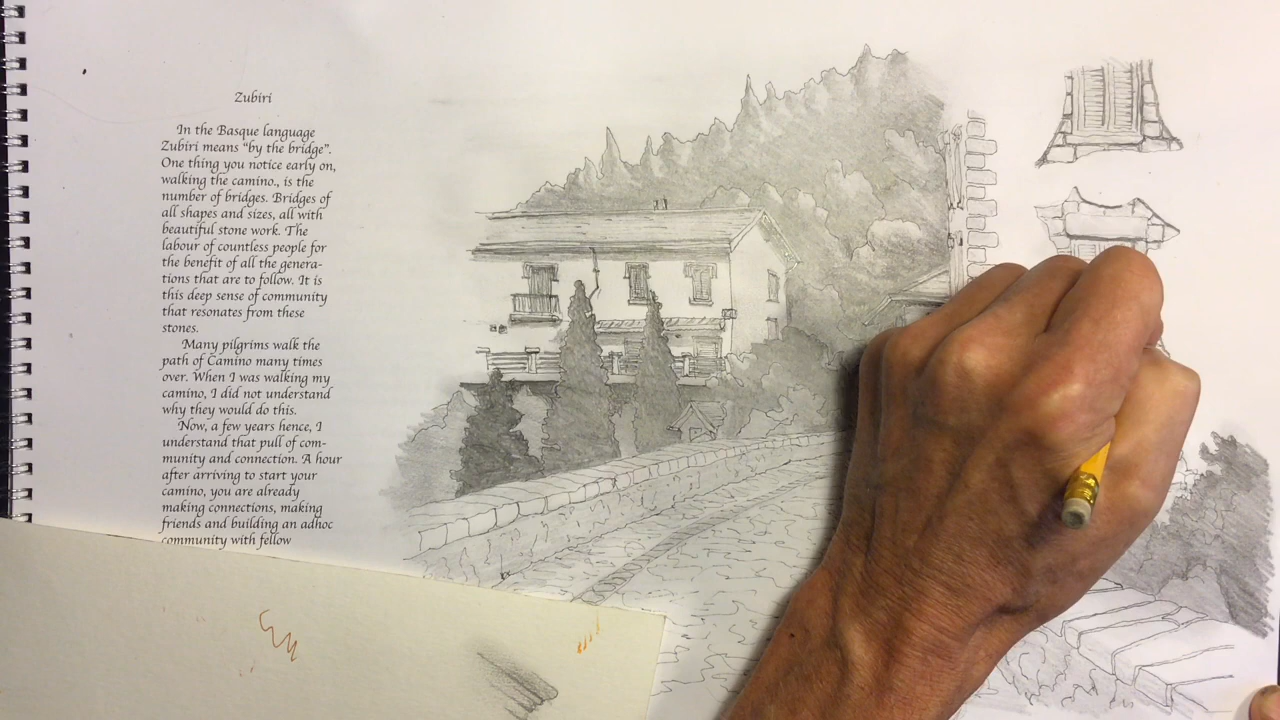 Zubiri
In the Basque language
Zubiri means “by the bridge”.
One thing you notice early on,
walking the camino., is the
number of bridges. Bridges of
all shapes and sizes, all with
beautiful stone work. The
labour of countless people for
the benefit of all the genera-
tions that are to follow. It is
this deep sense of community
that resonates from these
stones.
Many pilgrims walk the
path of Camino many times
over. When I was walking my
camino, I did not understand
why they would do this.
Now, a few years hence, I
understand that pull of com-
munity and connection. A hour
after arriving to start your
camino, you are already
making connections, making
friends and building an adhoc
community with fellow